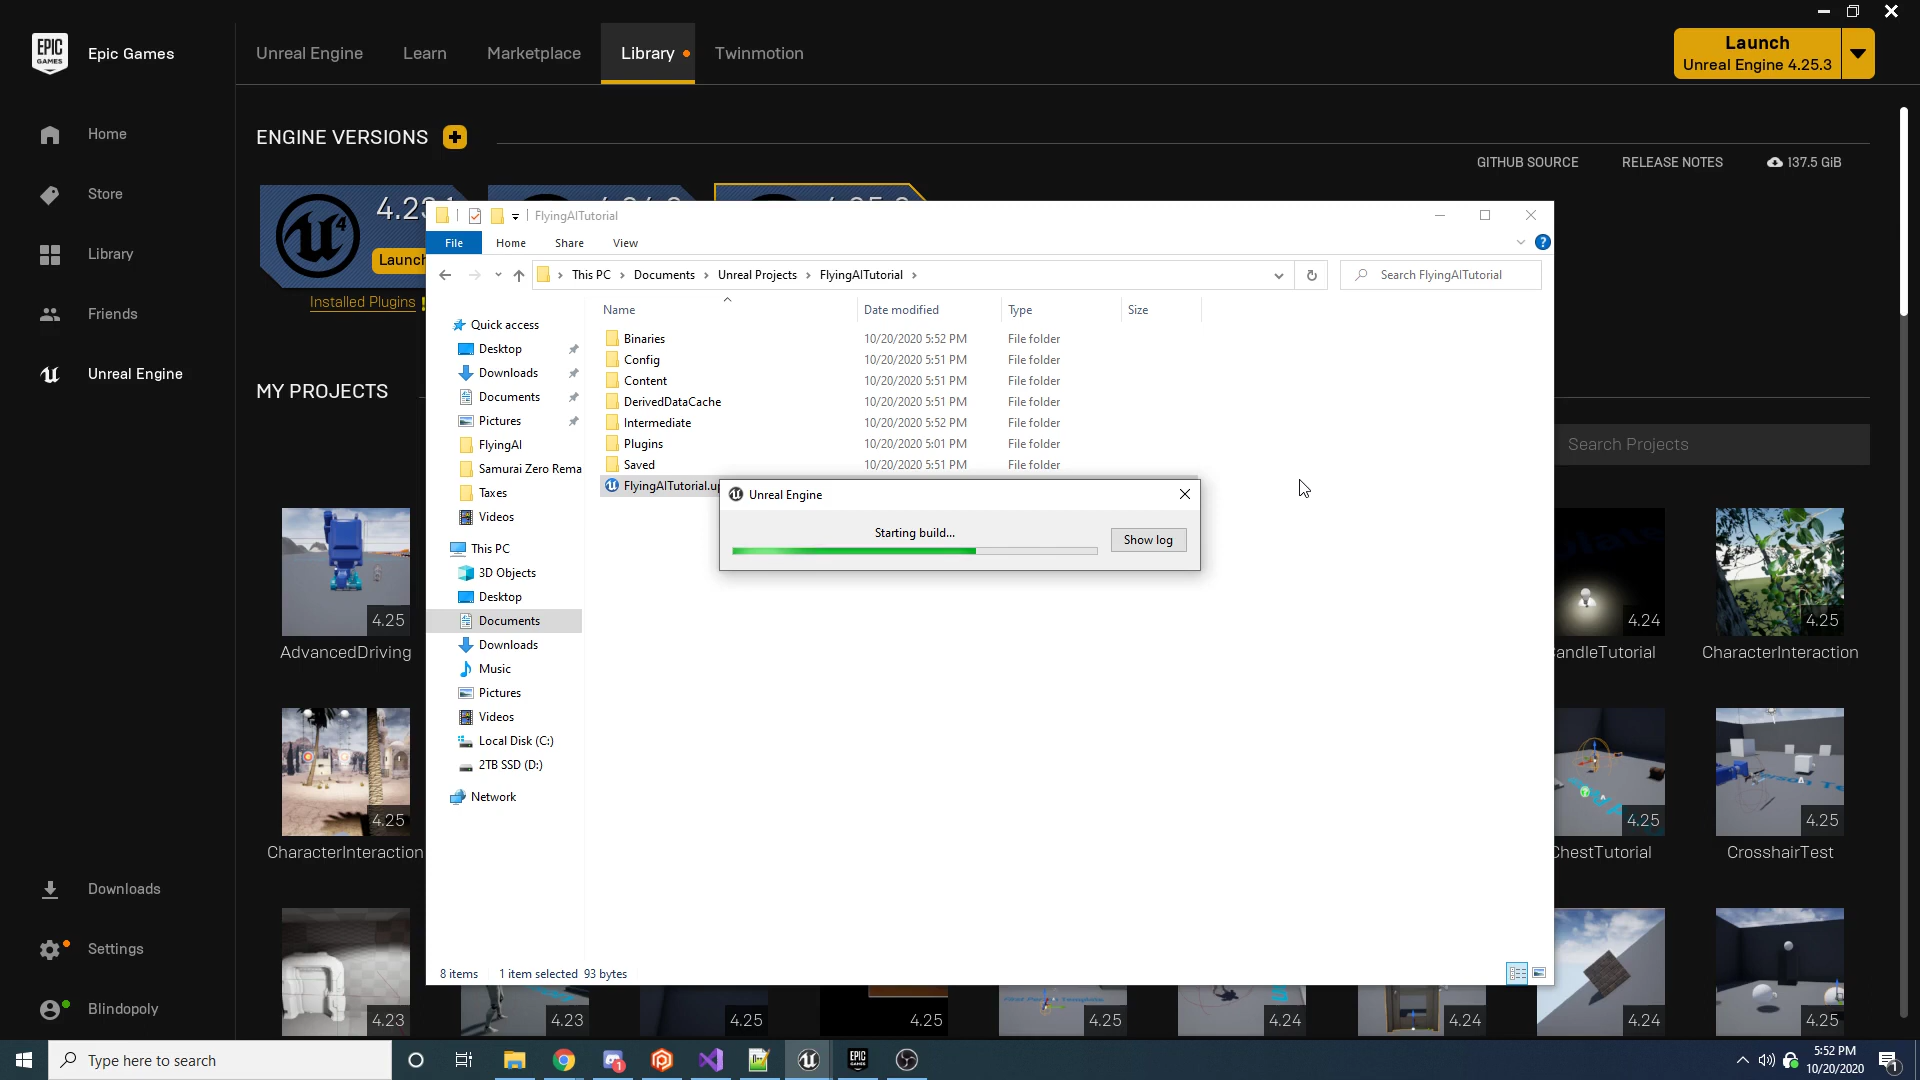 EPIC GAMES
Epic Games
Unreal Engine
Learn
Marketplace
Library
Twinmotion
Launch
Unreal Engine 4.25.3
Home
Store
Library
Friends
Unreal Engine
Downloads
Settings
Blindopoly
ENGINE VERSIONS
GITHUB SOURCE
RELEASE NOTES
137.5 GiB
Launch
Installed Plugins
MY PROJECTS
Search Projects
FlyingAITutorial
File
Home
Share
View
This PC
Documents
Unreal Projects
FlyingAITutorial
Search FlyingAITutorial
Quick access
Desktop
Downloads
Documents
Pictures
FlyingAI
Samurai Zero Rema
Taxes
Videos
This PC
3D Objects
Desktop
Documents
Downloads
Music
Pictures
Videos
Local Disk (C:)
2TB SSD (D:)
Network
Name Date modified Type Size
Binaries 10/20/2020 5:52 PM File folder
Config 10/20/2020 5:51 PM File folder
Content 10/20/2020 5:51 PM File folder
DerivedDataCache 10/20/2020 5:51 PM File folder
Intermediate 10/20/2020 5:52 PM File folder
Plugins 10/20/2020 5:01 PM File folder
Saved 10/20/2020 5:51 PM File folder
FlyingAITutorial.up
Unreal Engine
Starting build...
Show log
8 items 1 item selected 93 bytes
4.25
AdvancedDriving
4.24
andleTutorial
4.25
CharacterInteraction
4.25
CharacterInteraction
4.25
ChestTutorial
4.25
CrosshairTest
4.23
4.23
4.25
4.25
4.25
4.24
4.24
4.24
4.25
Type here to search
5:52 PM
10/20/2020